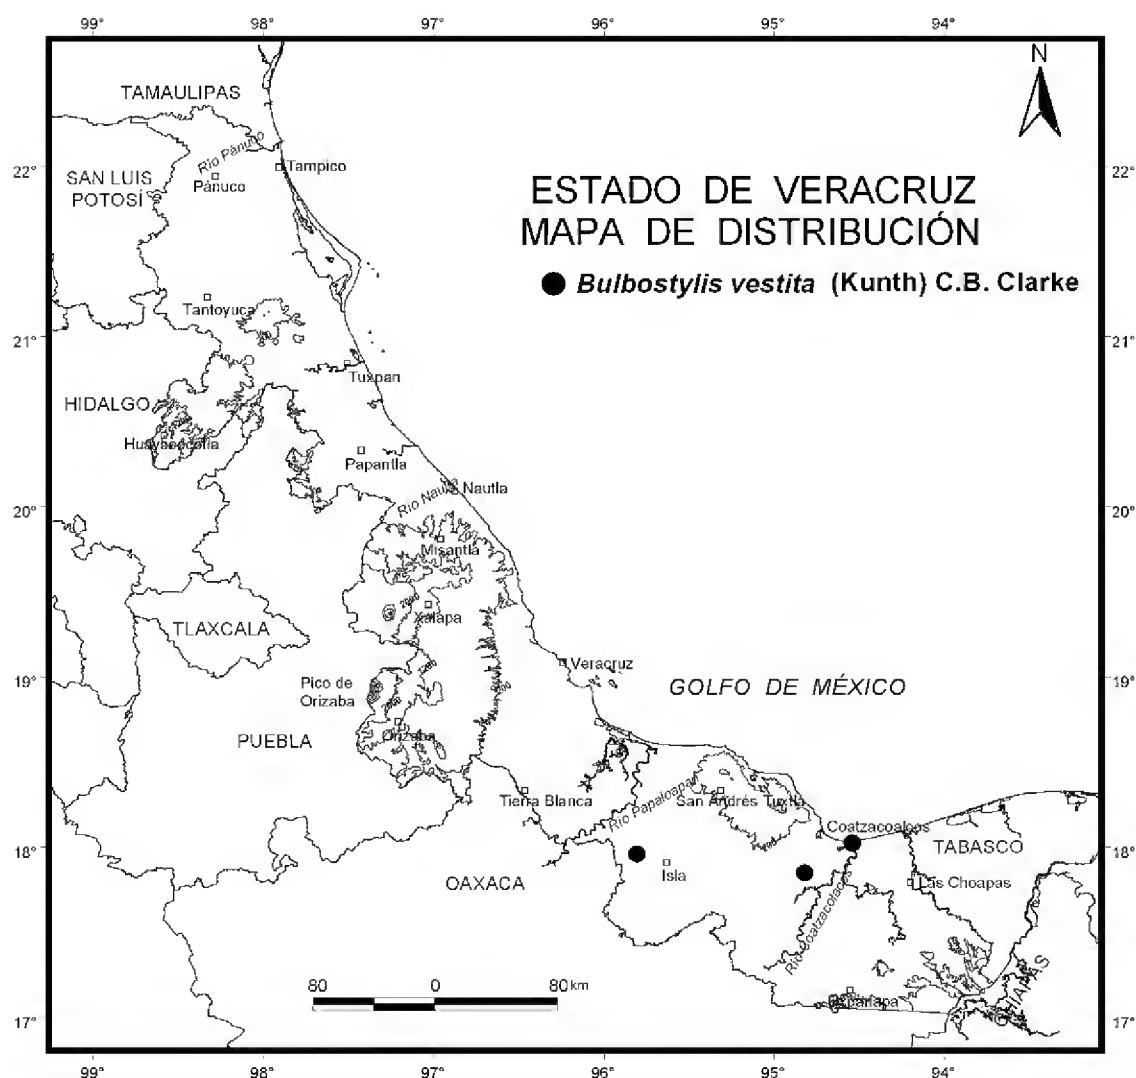 99° 98° 97° 96° 95° 94°
N
TAMAULIPAS
Río Pánuco
22° Tampico 22°
SAN LUIS
POTOSÍ
Pánuco
ESTADO DE VERACRUZ
MAPA DE DISTRIBUCIÓN
Bulbostylis vestita (Kunth) C.B. Clarke
Tantoyuca
21° 21°
Tuxpan
HIDALGO
Huayacocotla
Papantla
Río Nautla
Nautla
20° 20°
Misantla
2000
Xalapa
TLAXCALA
Veracruz
19° 19°
Pico de
Orizaba
GOLFO DE MÉXICO
Orizaba
PUEBLA
Tierra Blanca
Río Papaloapan
San Andrés Tuxtla
Coatzacoalcos
18° 18°
TABASCO
Isla
OAXACA
Las Choapas
CHIAPAS
80 0 80 km
17° 17°
99° 98° 97° 96° 95° 94°